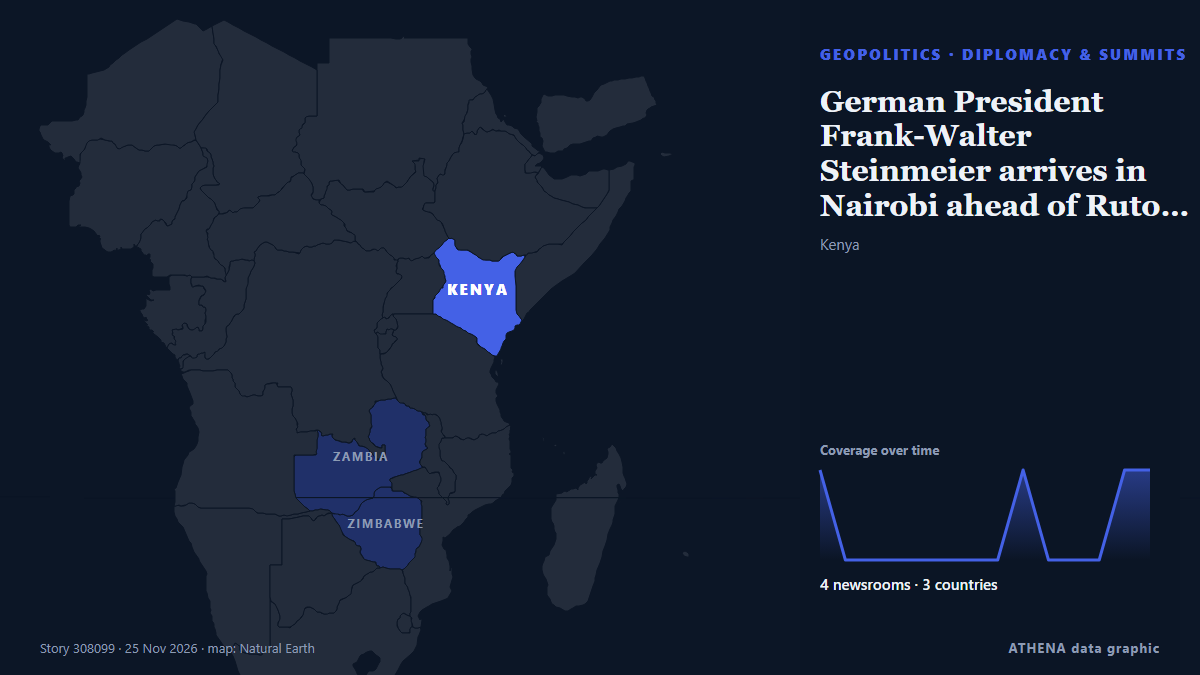 GEOPOLITICS · DIPLOMACY & SUMMITS
German President
Frank-Walter
Steinmeier arrives in
Nairobi ahead of Ruto...
Kenya
KENYA
ZAMBIA
ZIMBABWE
Coverage over time
4 newsrooms · 3 countries
Story 308099 · 25 Nov 2026 · map: Natural Earth
ATHENA data graphic